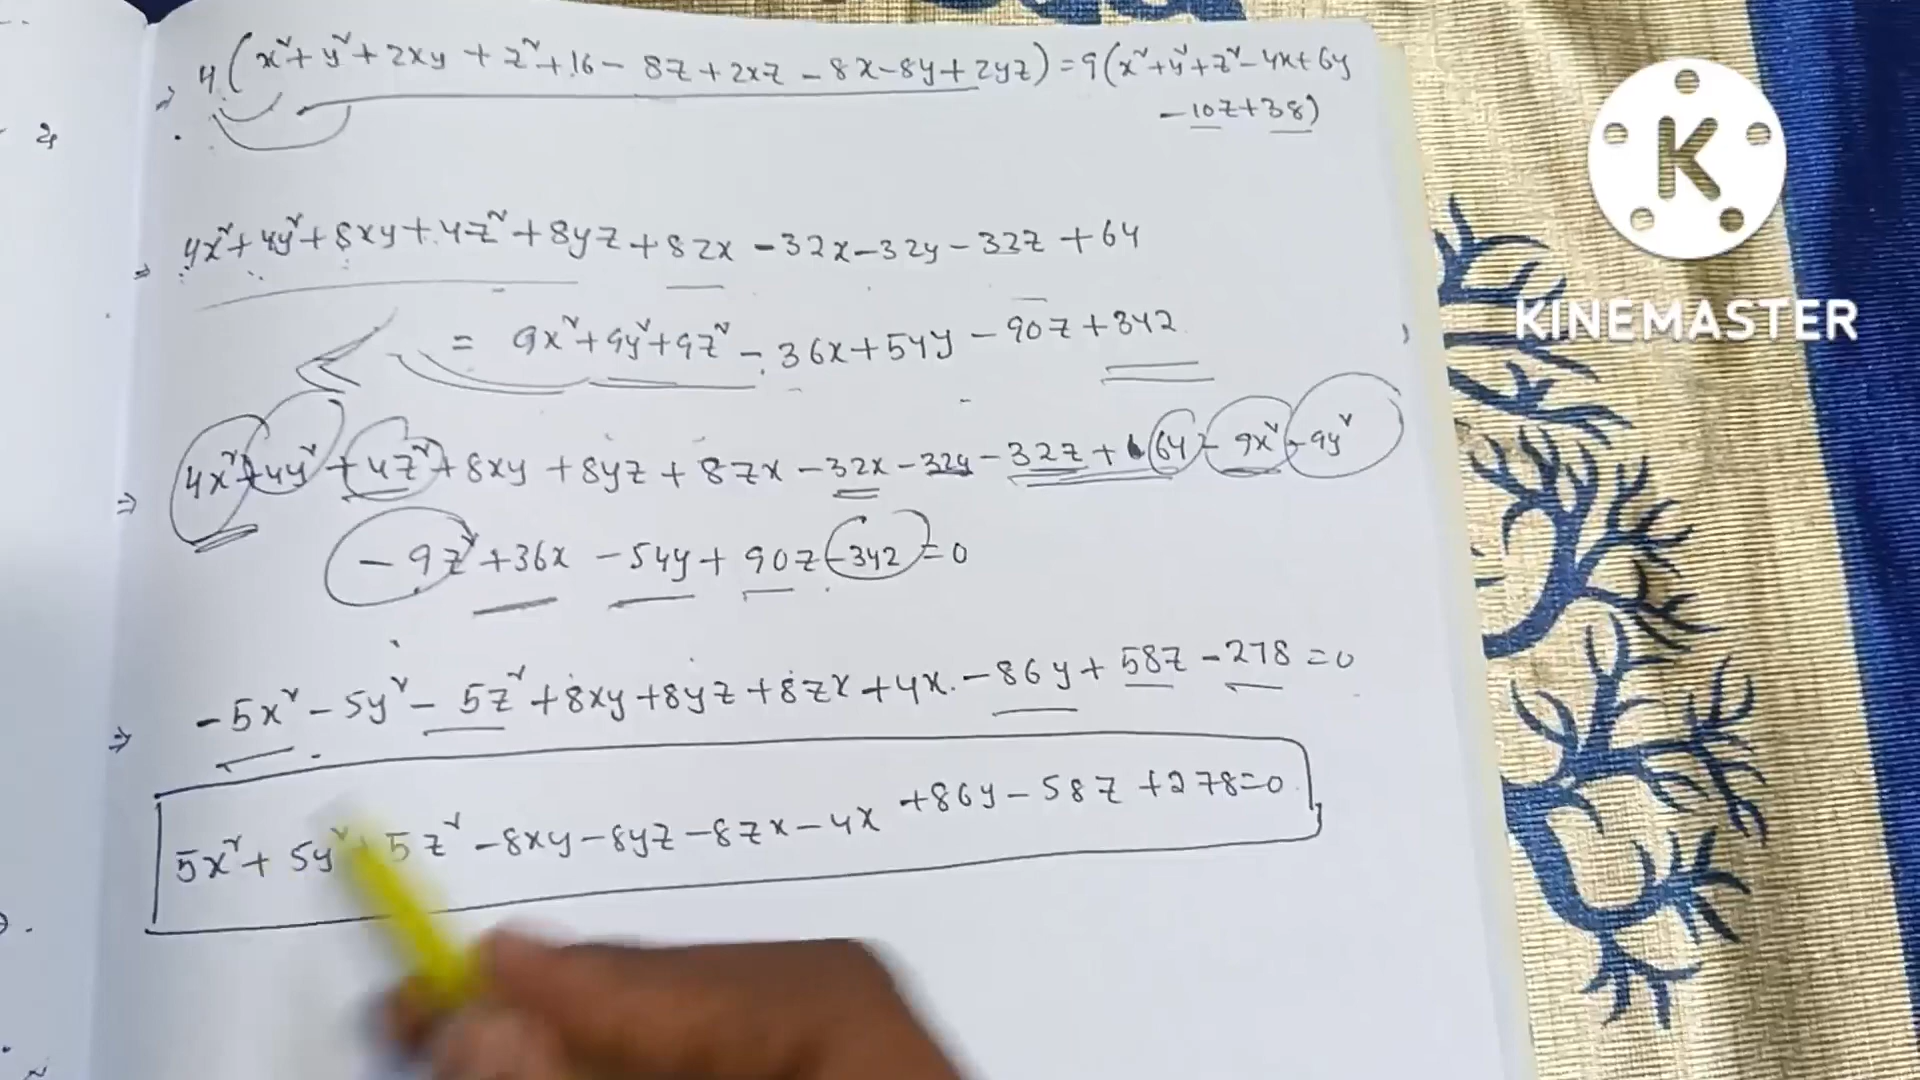 ⇒ 4(x²+y²+2xy+z²+16-8z+2xz-8x-8y+2yz)=9(x²+y²+z²-4x+6y
-10z+38)
⇒ 4x²+4y²+8xy+4z²+8yz+8zx-32x-32y-32z+64
= 9x²+9y²+9z²-36x+54y-90z+342
⇒ 4x²+4y²+4z²+8xy+8yz+8zx-32x-32y-32z+64-9x²-9y²
-9z²+36x-54y+90z-342=0
⇒ -5x²-5y²-5z²+8xy+8yz+8zx+4x-86y+58z-278=0
5x²+5y²+5z²-8xy-8yz-8zx-4x+86y-58z+278=0
K
KINEMASTER